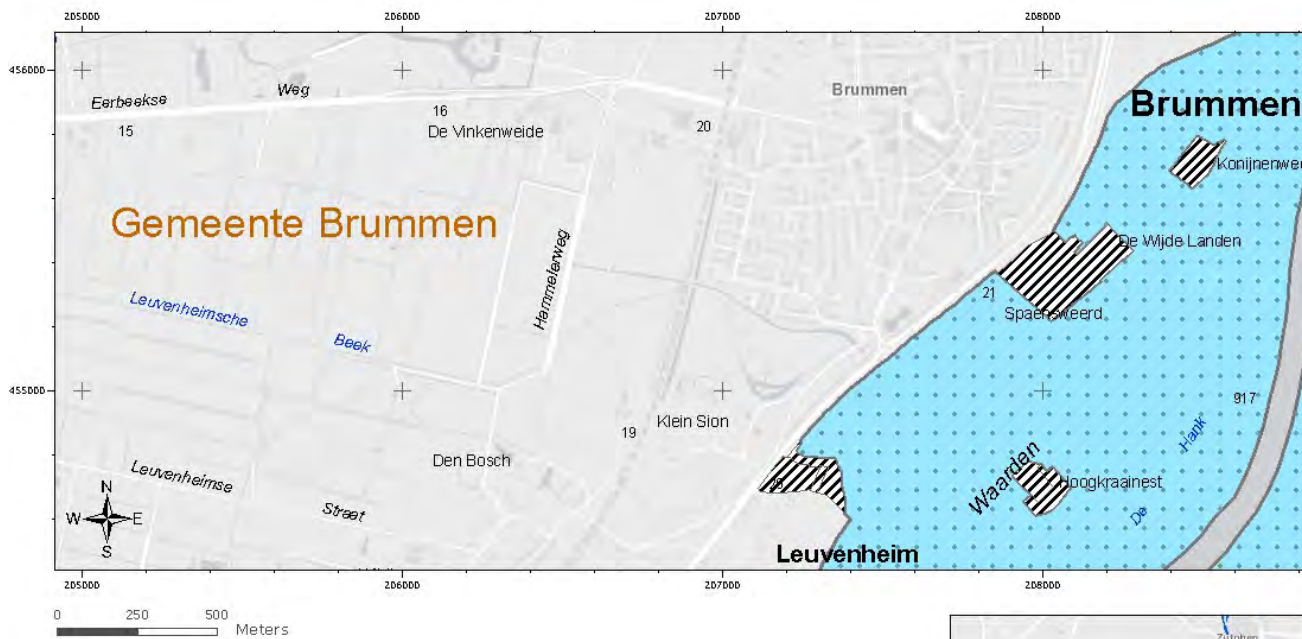 205000 206000 207000 208000
456000
Eerbeekse Weg
15
16
De Vinkenweide
20
Brummen
Brummen
Konijnenwe
Gemeente Brummen
Hammelerweg
De Wijde Landen
21
Spaensweerd
Leuvenheimsche Beek
455000 455000
917
Hank
De
Klein Sion
19
Den Bosch
Waarden
Hoogkraainest
Leuvenheimse Straat
N
W E
S
Leuvenheim
205000 206000 207000 208000
0 250 500
Meters
Zutphen